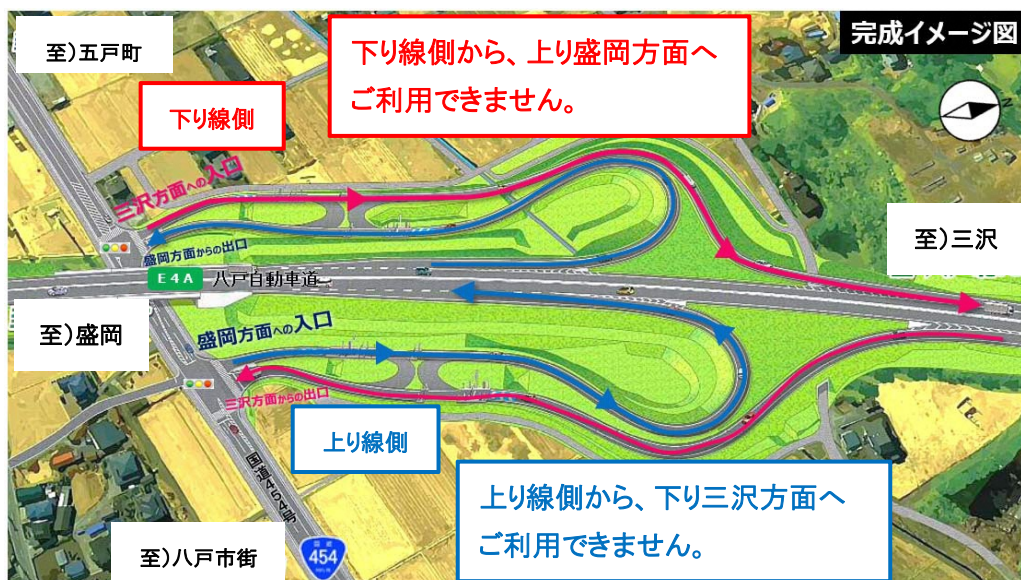 完成イメージ図
至)五戸町
下り線側から、上り盛岡方面へ
ご利用できません。
下り線側
N
三沢方面への入口
盛岡方面からの出口
至)三沢
E4A 八戸自動車道
至)盛岡
盛岡方面への入口
三沢方面からの出口
上り線側
国道454号
上り線側から、下り三沢方面へ
ご利用できません。
至)八戸市街
454